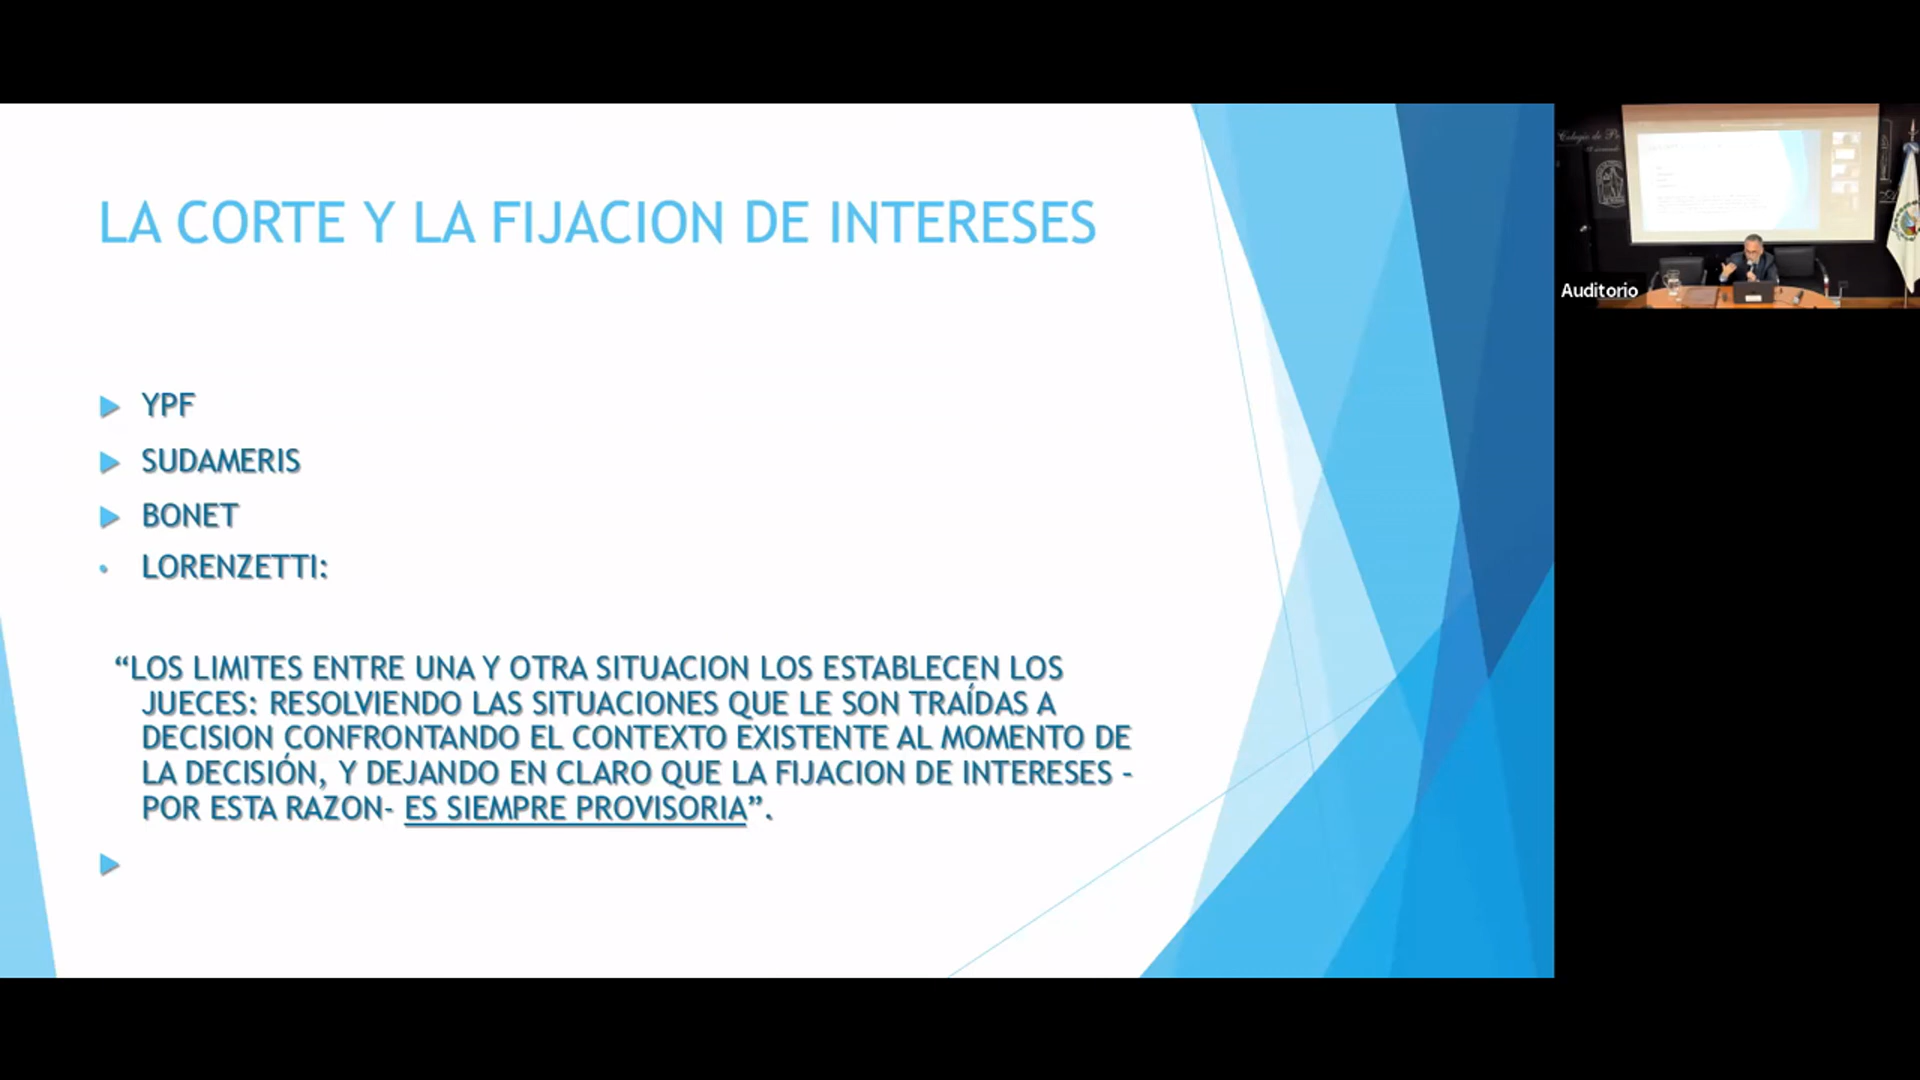 LA CORTE Y LA FIJACION DE INTERESES
YPF
SUDAMERIS
BONET
LORENZETTI:
“LOS LIMITES ENTRE UNA Y OTRA SITUACION LOS ESTABLECEN LOS
JUECES: RESOLVIENDO LAS SITUACIONES QUE LE SON TRAÍDAS A
DECISION CONFRONTANDO EL CONTEXTO EXISTENTE AL MOMENTO DE
LA DECISIÓN, Y DEJANDO EN CLARO QUE LA FIJACION DE INTERESES -
POR ESTA RAZON- ES SIEMPRE PROVISORIA”.
Colegio de
Auditorio